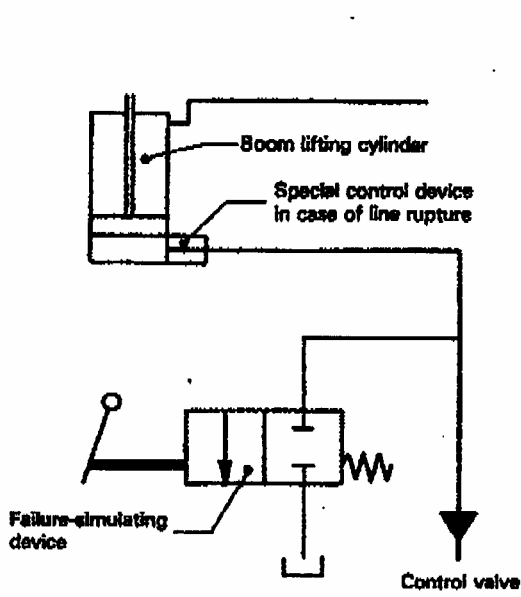 Boom lifting cylinder
Special control device
in case of line rupture
Failure-simulating
device
Control valve